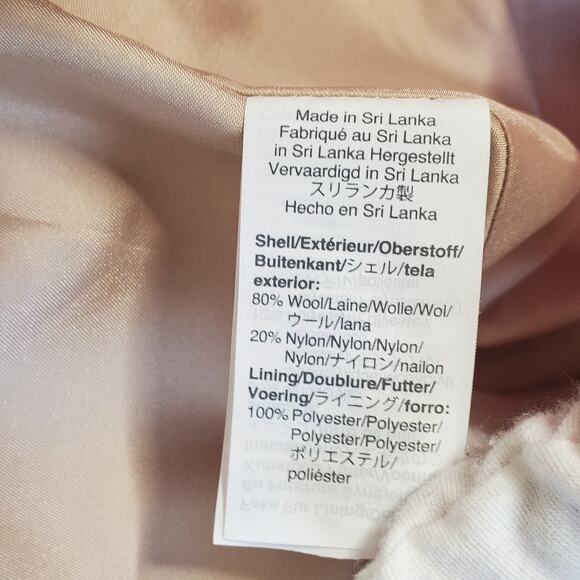 Made in Sri Lanka
Fabriqué au Sri Lanka
in Sri Lanka Hergestellt
Vervaardigd in Sri Lanka
スリランカ製
Hecho en Sri Lanka
Shell/Extérieur/Oberstoff/
Buitenkant/シェル/tela
exterior:
80% Wool/Laine/Wolle/Wol/
ウール/lana
20% Nylon/Nylon/Nylon/
Nylon/ナイロン/nailon
Lining/Doublure/Futter/
Voering/ライニング/forro:
100% Polyester/Polyester/
Polyester/Polyester/
ポリエステル/
poliéster